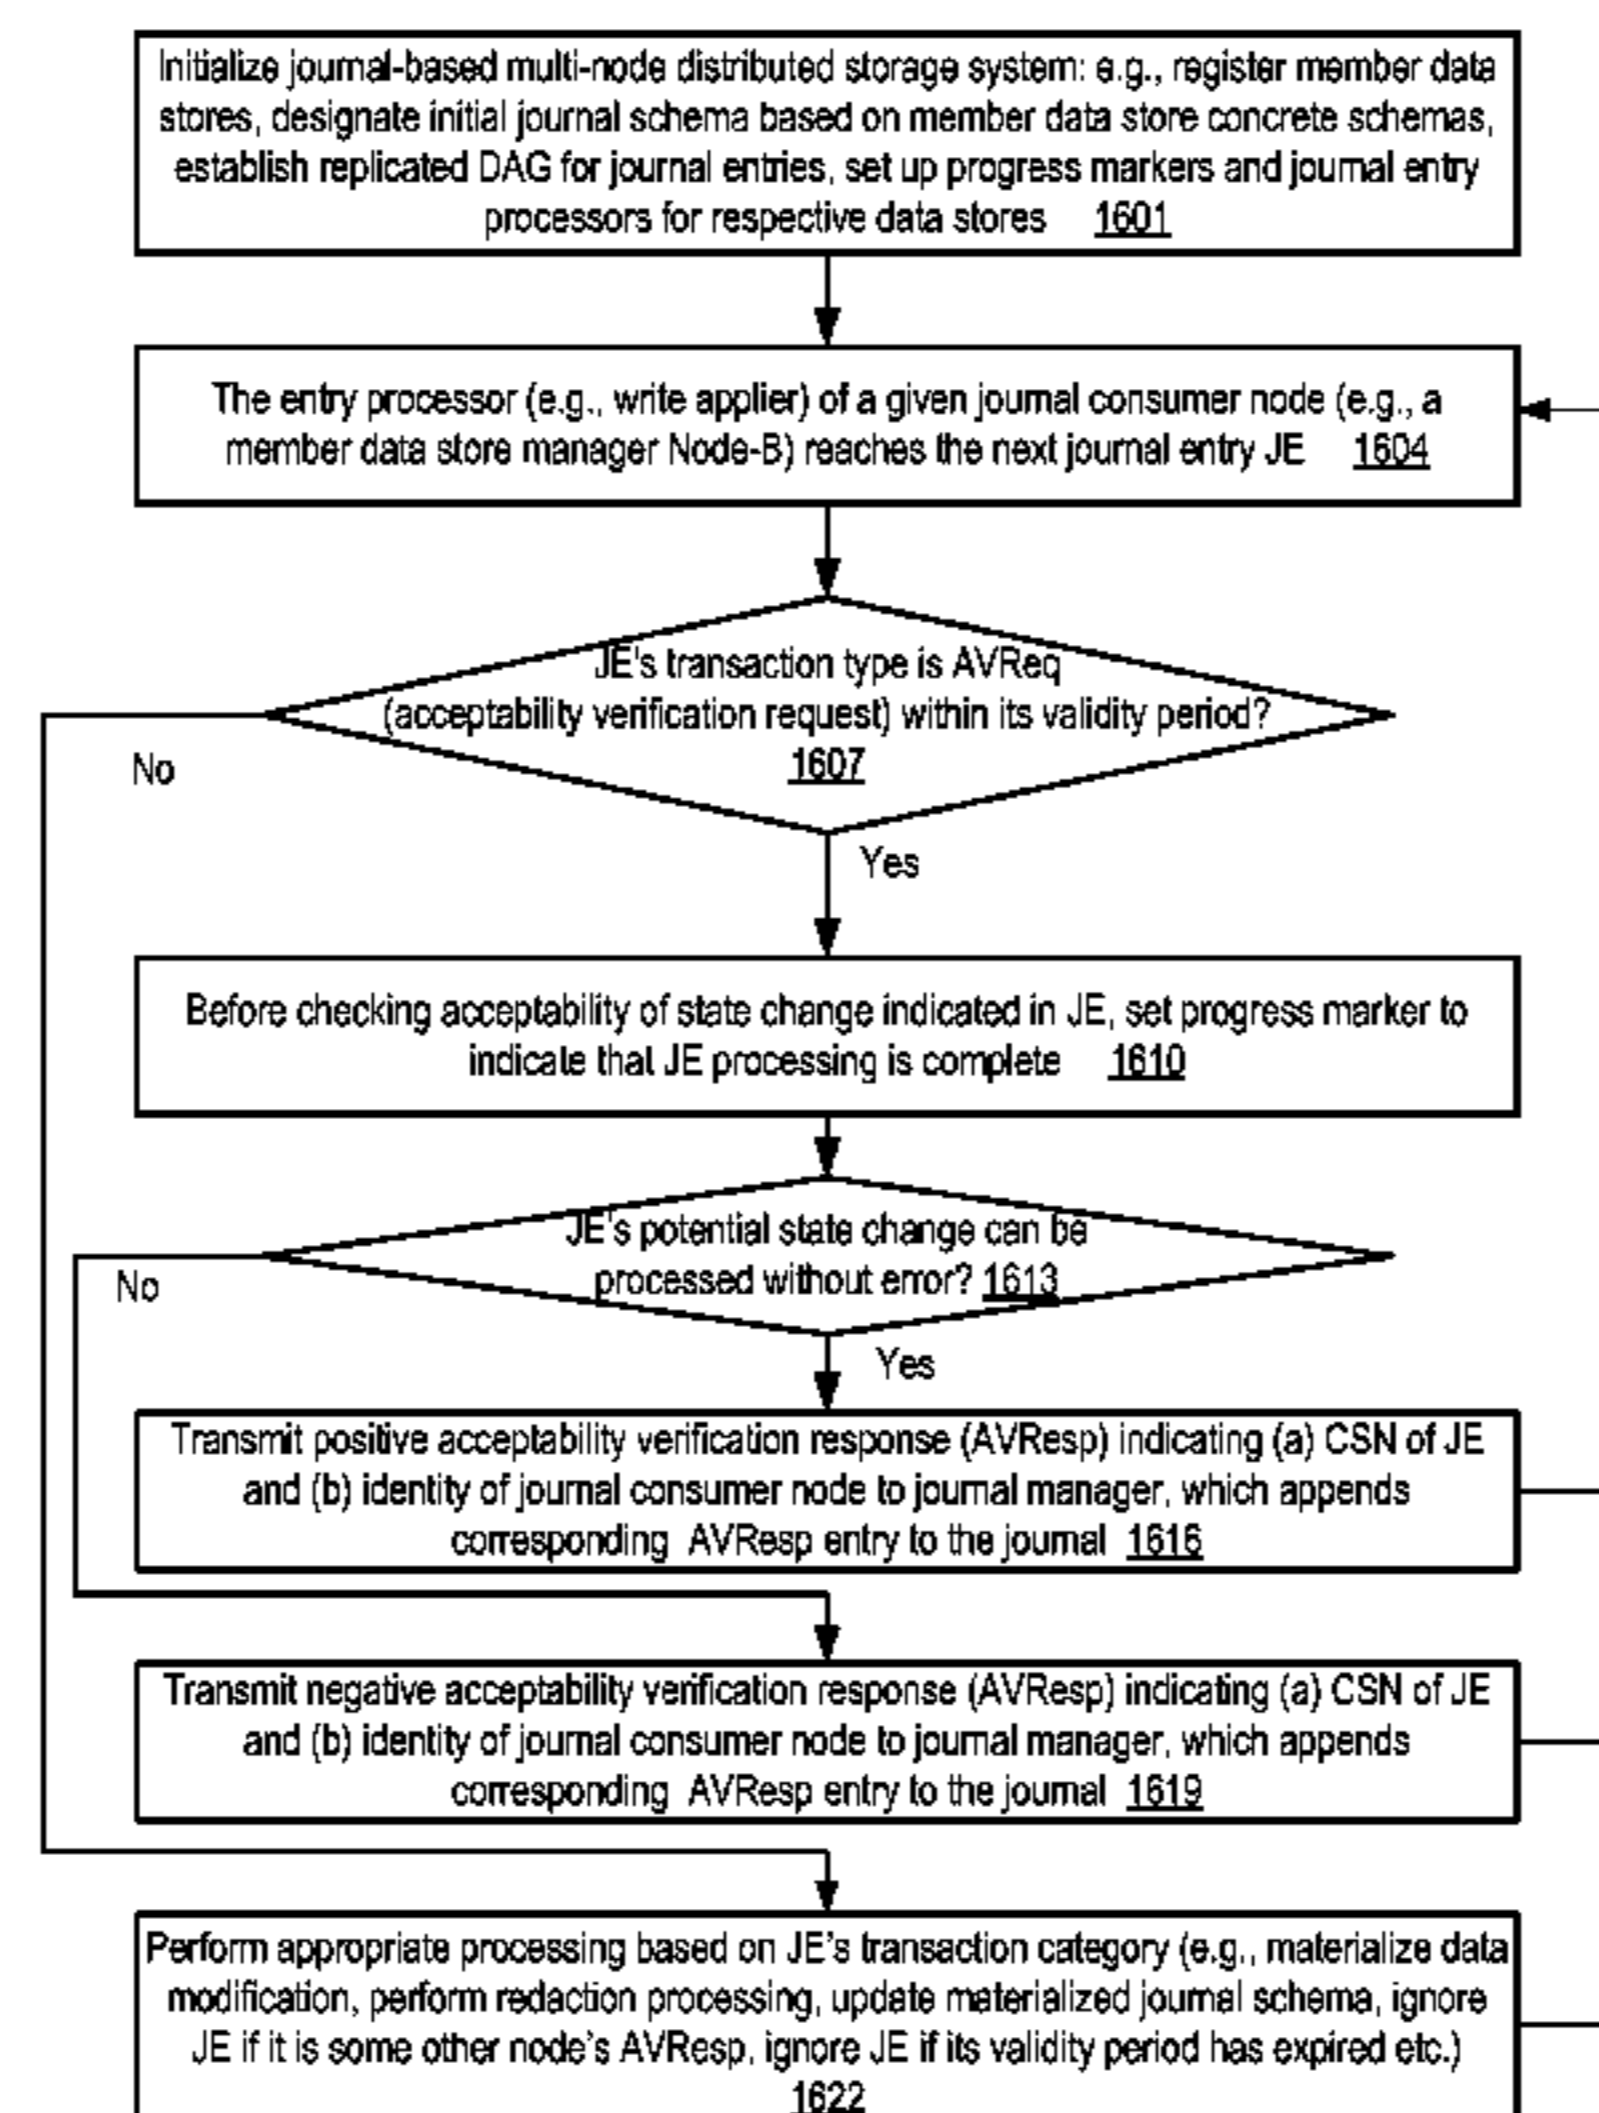 Initialize journal-based multi-node distributed storage system: e.g., register member data
stores, designate initial journal schema based on member data store concrete schemas,
establish replicated DAG for journal entries, set up progress markers and journal entry
processors for respective data stores 1601
The entry processor (e.g., write applier) of a given journal consumer node (e.g., a
member data store manager Node-B) reaches the next journal entry JE 1604
JE's transaction type is AVReq
(acceptability verification request) within its validity period?
1607
No
Yes
Before checking acceptability of state change indicated in JE, set progress marker to
indicate that JE processing is complete 1610
JE's potential state change can be
processed without error? 1613
No
Yes
Transmit positive acceptability verification response (AVResp) indicating (a) CSN of JE
and (b) identity of journal consumer node to journal manager, which appends
corresponding AVResp entry to the journal 1616
Transmit negative acceptability verification response (AVResp) indicating (a) CSN of JE
and (b) identity of journal consumer node to journal manager, which appends
corresponding AVResp entry to the journal 1619
Perform appropriate processing based on JE's transaction category (e.g., materialize data
modification, perform redaction processing, update materialized journal schema, ignore
JE if it is some other node's AVResp, ignore JE if its validity period has expired etc.)
1622